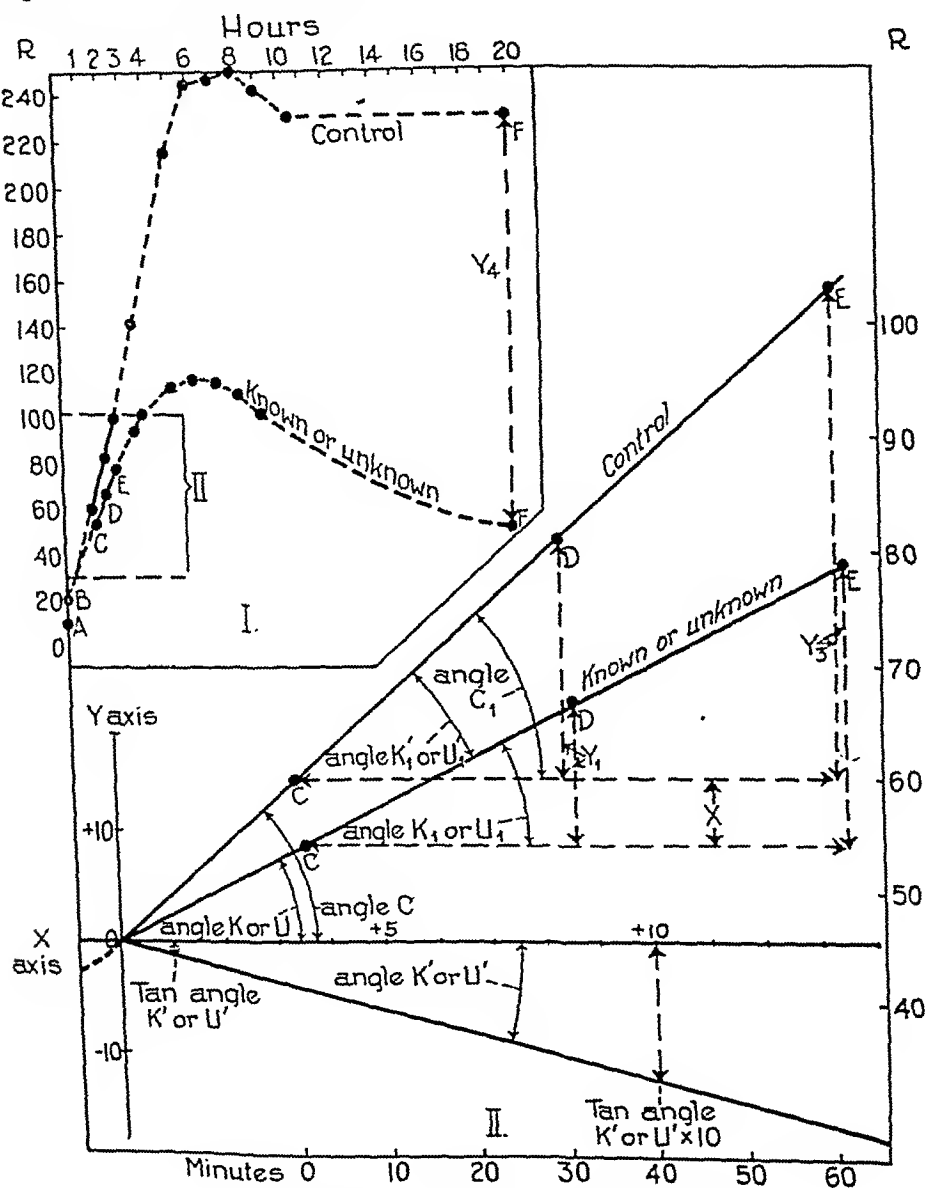 Hours
R 1 2 3 4 6 8 10 12 14 16 18 20 R
240
220
200
180
160
140
120
100
80
60
40
20
0
Control
F
Y4
Known or unknown
F
E
D
C
B
A
II
I.
100
90
80
70
60
50
40
Control
E
D
Known or unknown
E
D
Y3
Y1
X
angle C1
angle K'1 or U'1
C
angle K1 or U1
C
angle K or U
angle C
Y axis
+10
X axis
0
+5
+10
-10
Tan angle
K' or U'
angle K' or U'
Tan angle
K' or U' x 10
II.
Minutes 0 10 20 30 40 50 60